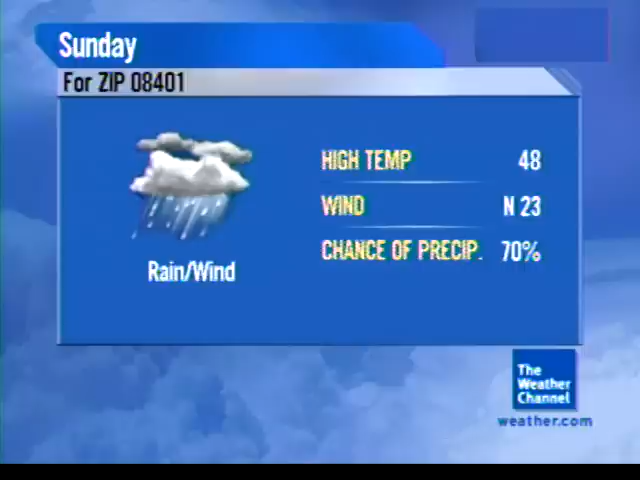 Sunday
For ZIP 08401
HIGH TEMP 48
WIND N 23
CHANCE OF PRECIP. 70%
Rain/Wind
The
Weather
Channel
weather.com